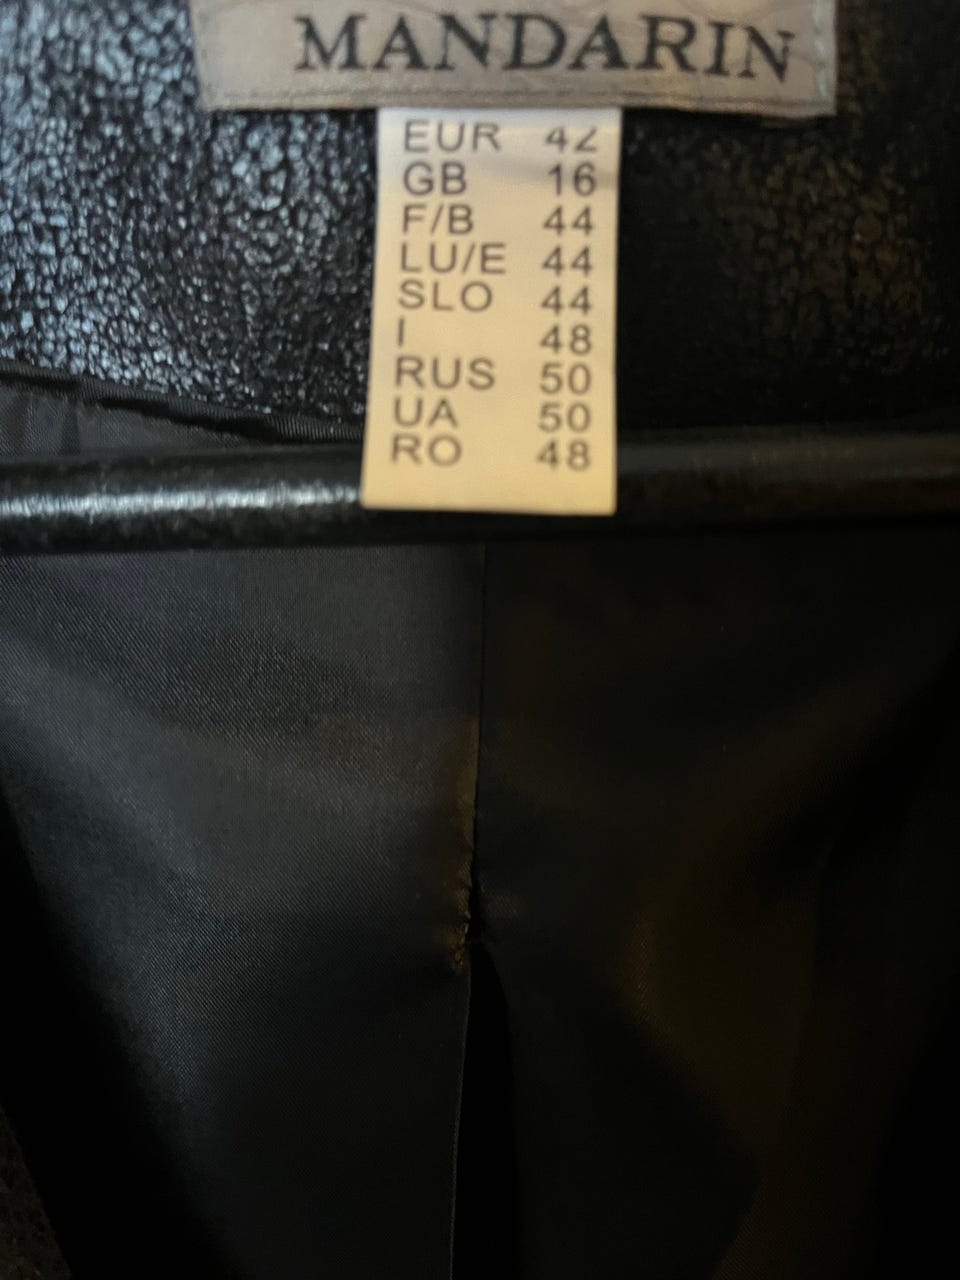 MANDARIN
EUR 42
GB 16
F/B 44
LU/E 44
SLO 44
I 48
RUS 50
UA 50
RO 48